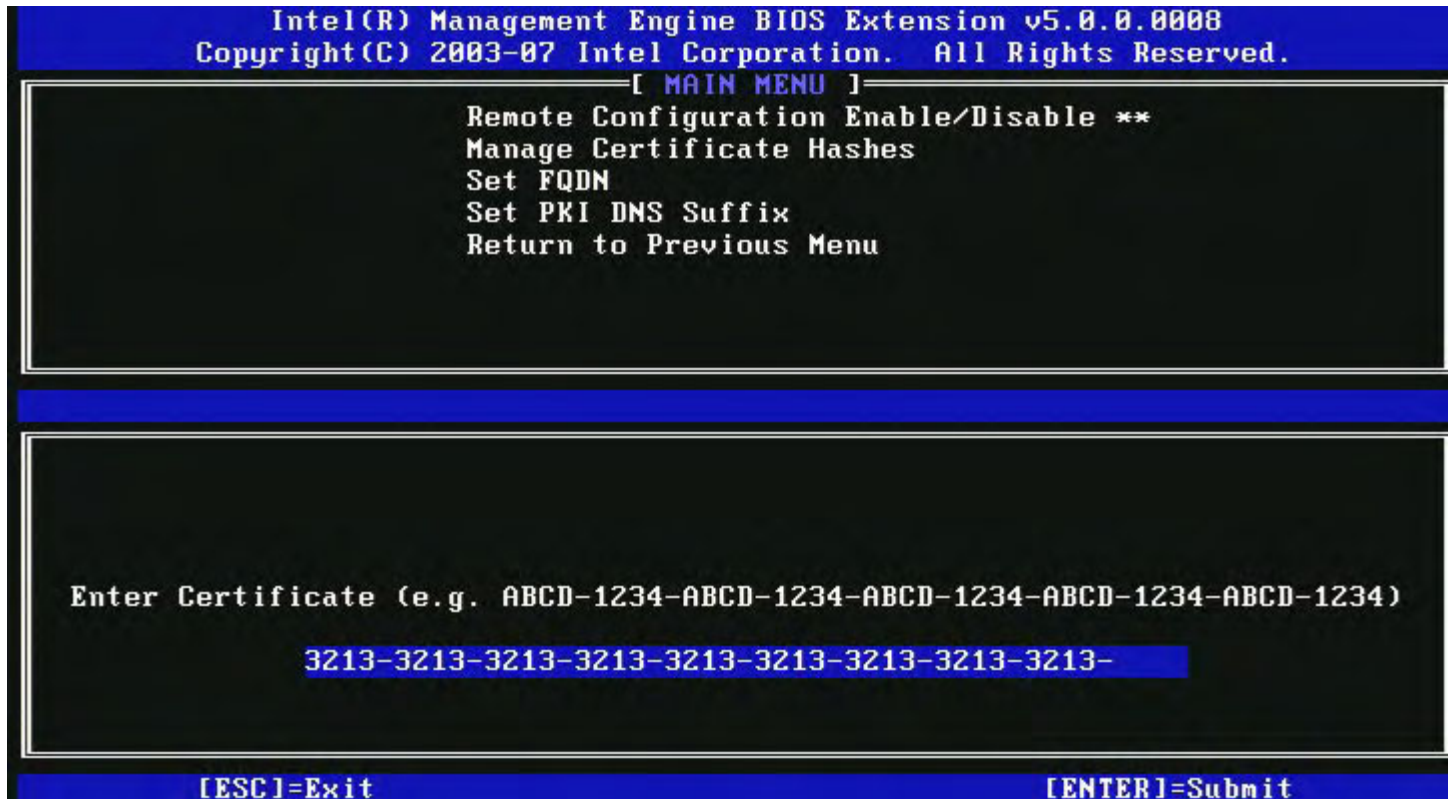 Intel(R) Management Engine BIOS Extension v5.0.0.0008
Copyright(C) 2003-07 Intel Corporation. All Rights Reserved.
[ MAIN MENU ]
Remote Configuration Enable/Disable **
Manage Certificate Hashes
Set FQDN
Set PKI DNS Suffix
Return to Previous Menu
Enter Certificate (e.g. ABCD-1234-ABCD-1234-ABCD-1234-ABCD-1234-ABCD-1234)
3213-3213-3213-3213-3213-3213-3213-3213-3213-
[ESC]=Exit [ENTER]=Submit